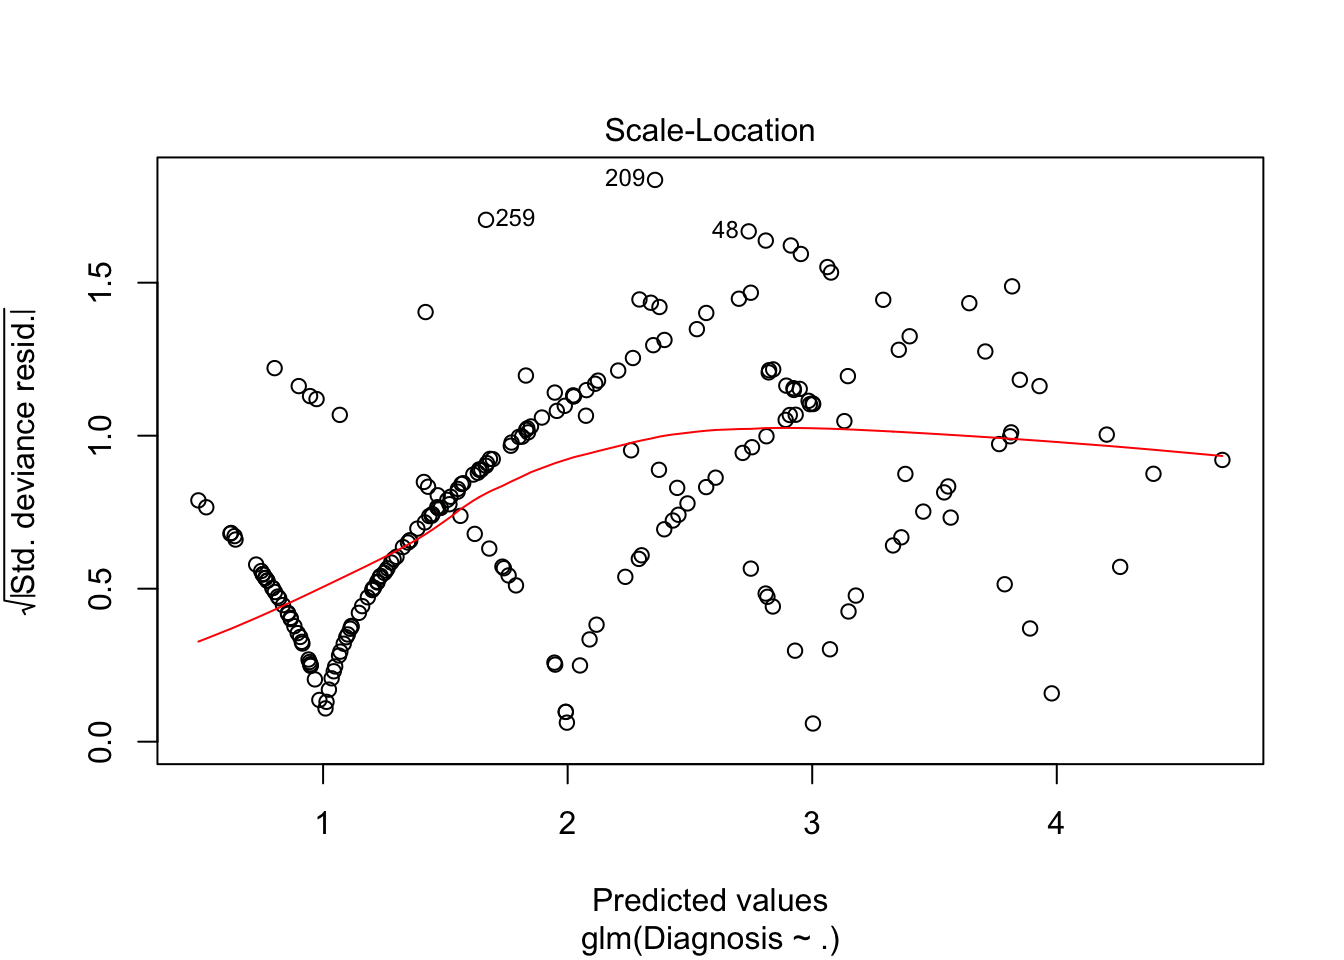 Scale-Location
209
259
48
√|Std. deviance resid.|
0.0
0.5
1.0
1.5
1
2
3
4
Predicted values
glm(Diagnosis ~ .)